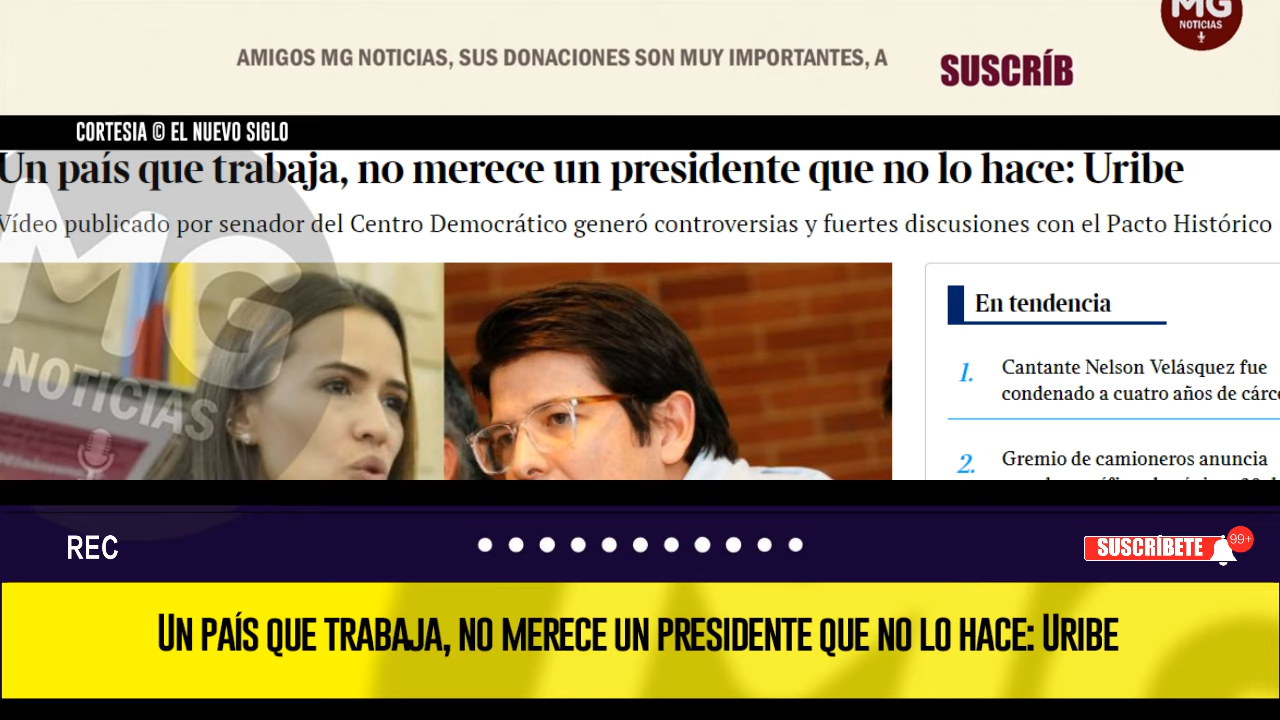 MG
NOTICIAS
AMIGOS MG NOTICIAS, SUS DONACIONES SON MUY IMPORTANTES, A
SUSCRÍB
CORTESIA © EL NUEVO SIGLO
Un país que trabaja, no merece un presidente que no lo hace: Uribe
Vídeo publicado por senador del Centro Democrático generó controversias y fuertes discusiones con el Pacto Histórico
MG
NOTICIAS
En tendencia
1. Cantante Nelson Velásquez fue
condenado a cuatro años de cárc
2. Gremio de camioneros anuncia
REC
SUSCRÍBETE
99+
UN PAÍS QUE TRABAJA, NO MERECE UN PRESIDENTE QUE NO LO HACE: URIBE